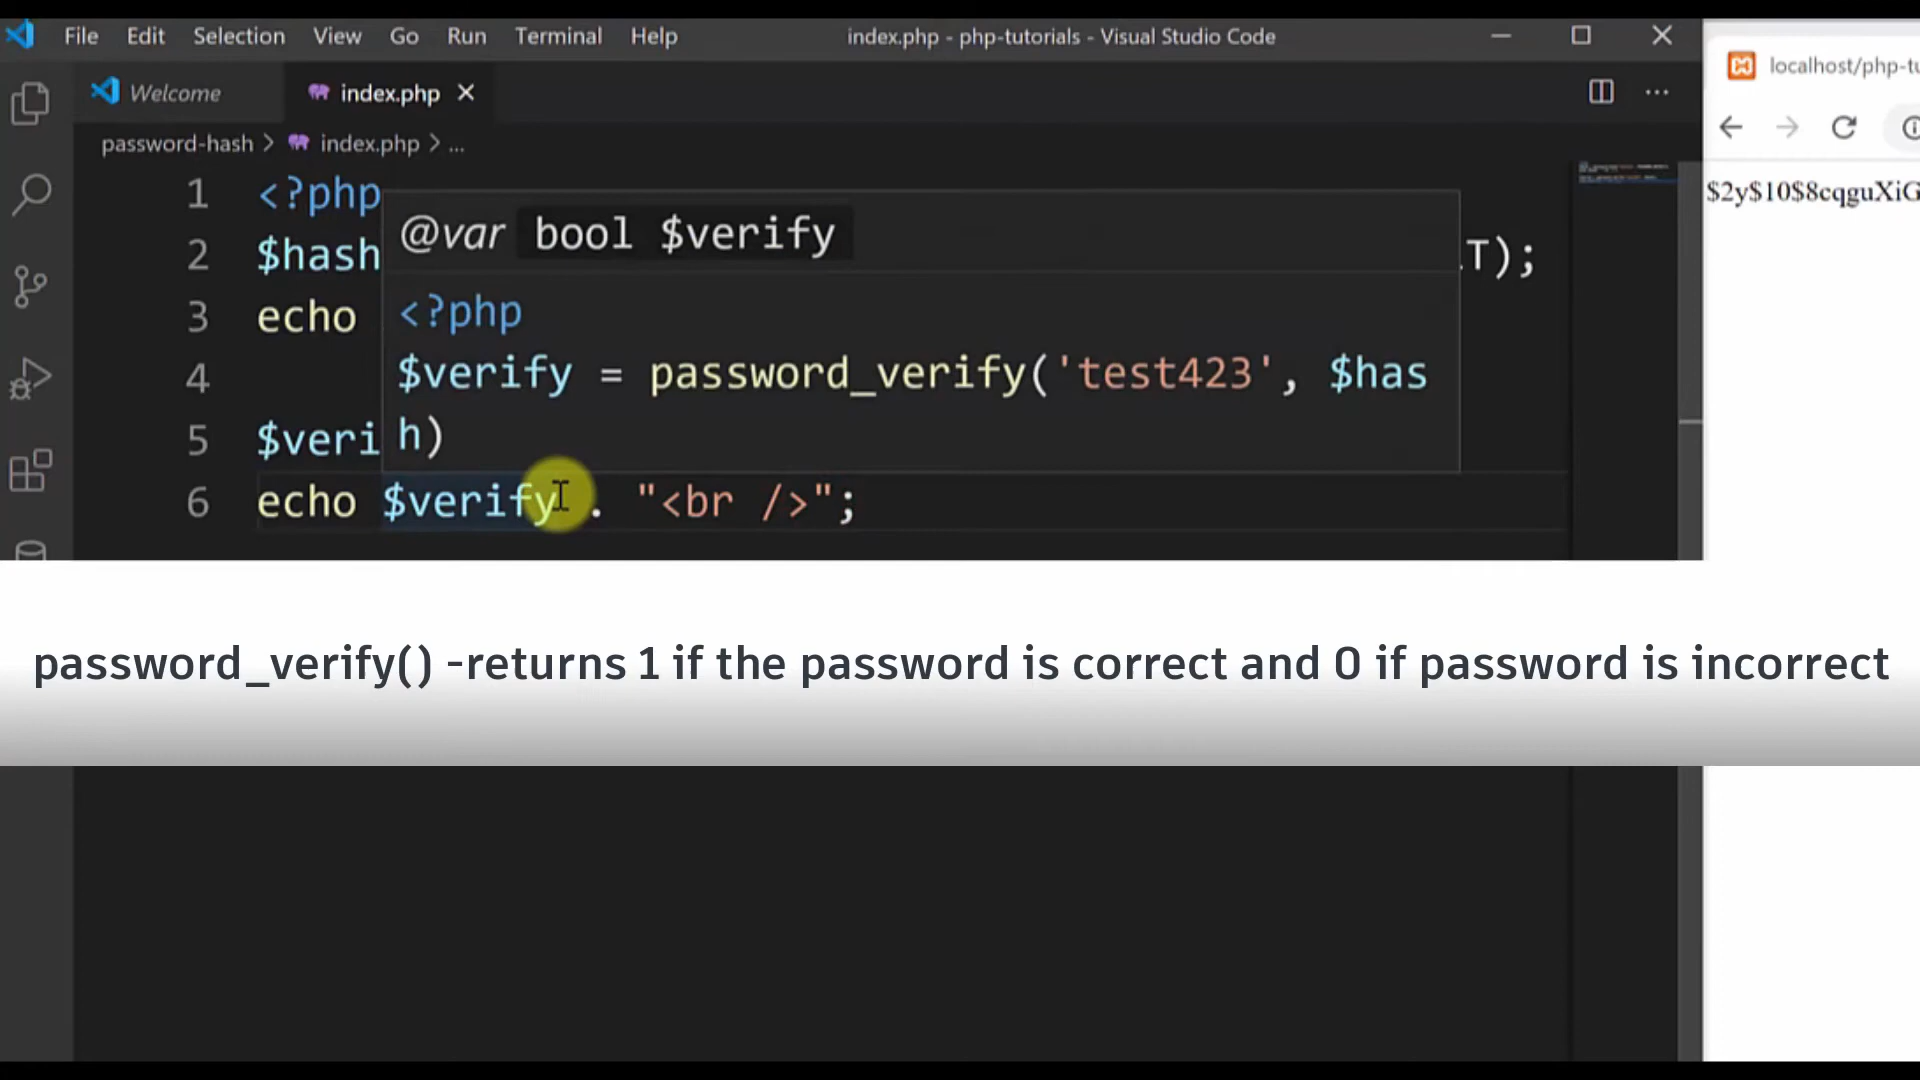 File Edit Selection View Go Run Terminal Help index.php - php-tutorials - Visual Studio Code
Welcome index.php
password-hash > index.php > ...
localhost/php-tu
1 <?php
2 $hash T);
3 echo
4
5 $veri
6 echo $verify . "<br />";
@var bool $verify
<?php
$verify = password_verify('test423', $has
h)
$2y$10$8cqguXiG
password_verify() -returns 1 if the password is correct and 0 if password is incorrect